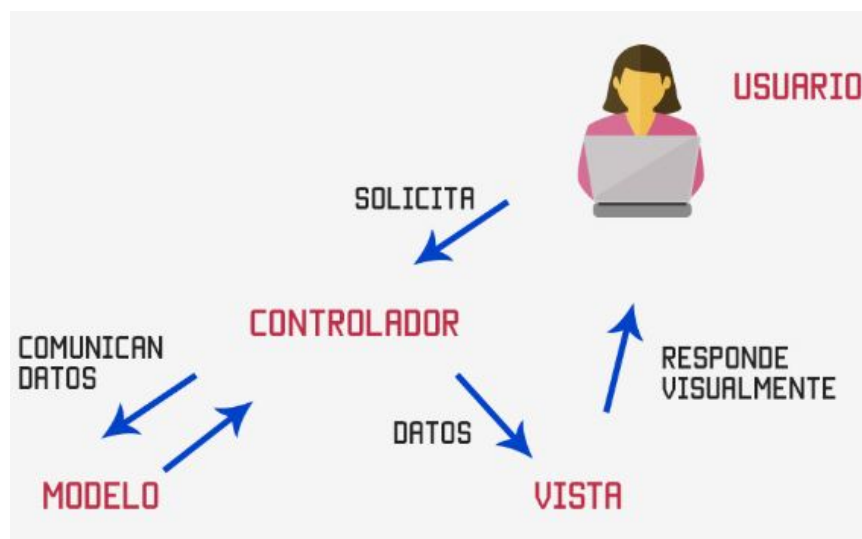 USUARIO
SOLICITA
CONTROLADOR
COMUNICAN
DATOS
RESPONDE
VISUALMENTE
DATOS
MODELO
VISTA